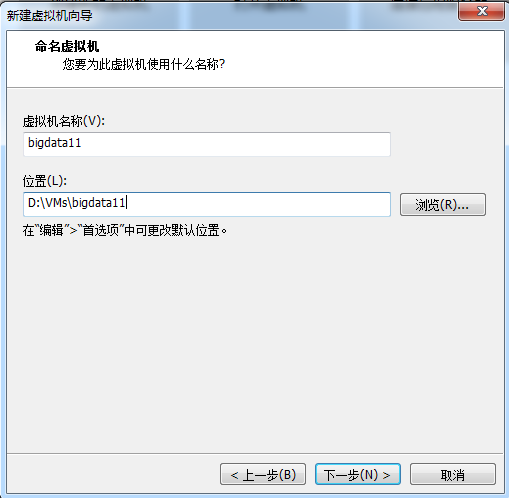 新建虚拟机向导
命名虚拟机
您要为此虚拟机使用什么名称?
虚拟机名称(V):
bigdata11
位置(L):
D:\VMs\bigdata11
浏览(R)...
在“编辑”>“首选项”中可更改默认位置。
< 上一步(B)
下一步(N) >
取消